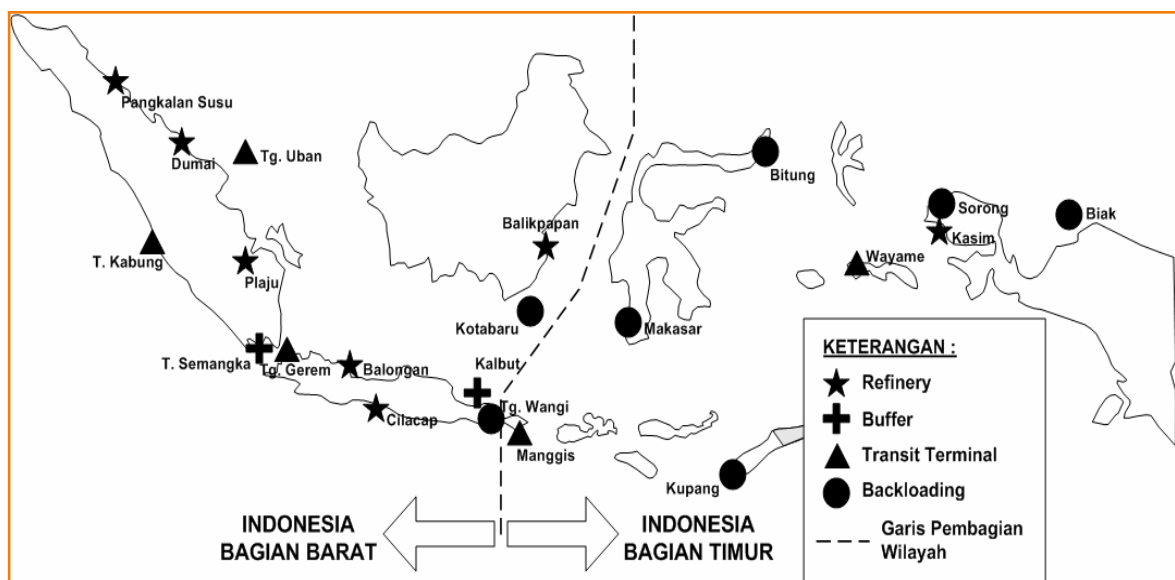 Pangkalan Susu
Dumai
Tg. Uban
Bitung
Sorong
Biak
Balikpapan
Kasim
T. Kabung
Plaju
Wayame
Kotabaru
Makasar
T. Semangka
Tg. Gerem
Balongan
Kalbut
Tg. Wangi
Cilacap
Manggis
Kupang
INDONESIA
BAGIAN BARAT
INDONESIA
BAGIAN TIMUR
KETERANGAN :
Refinery
Buffer
Transit Terminal
Backloading
Garis Pembagian
Wilayah